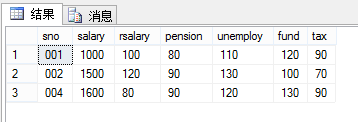 结果 消息
sno salary rsalary pension unemploy fund tax
1 001 1000 100 80 110 120 90
2 002 1500 120 90 130 100 70
3 004 1600 80 90 120 130 90